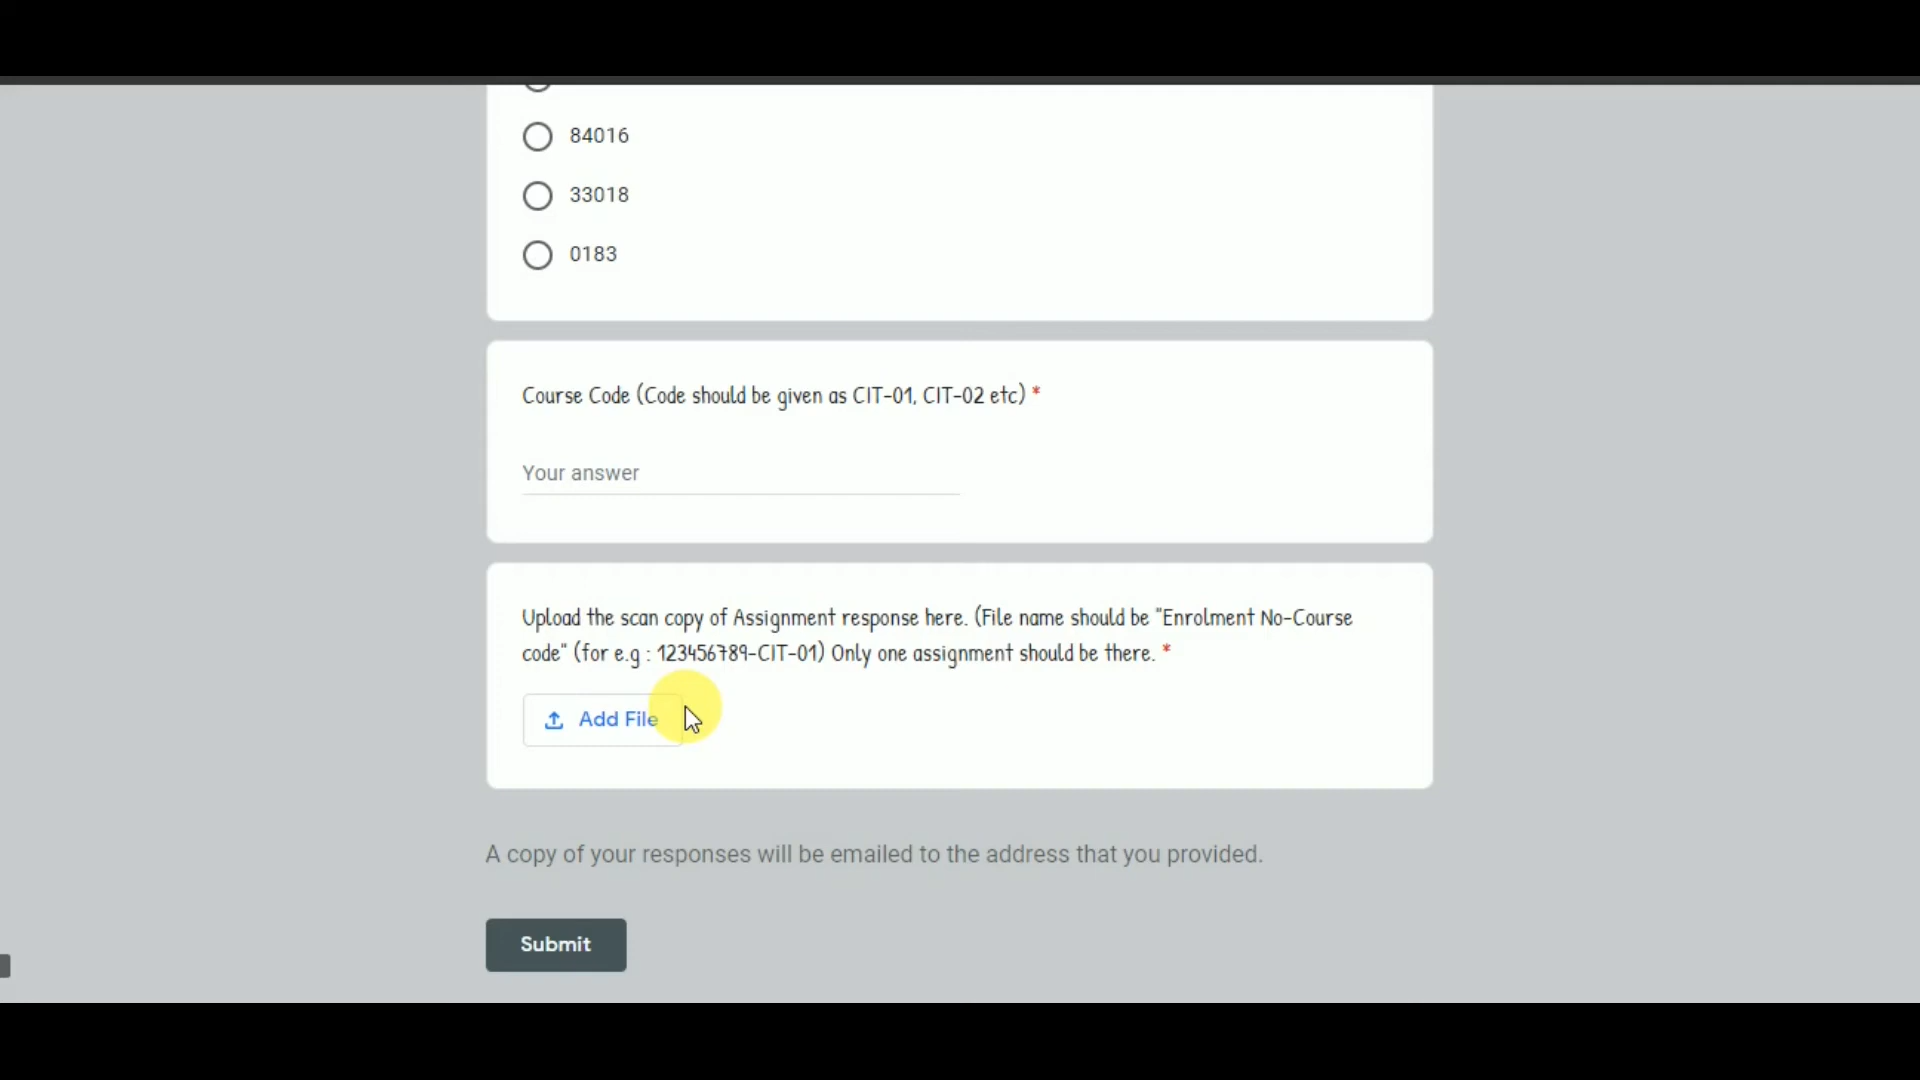 84016
33018
0183
Course Code (Code should be given as CIT-01, CIT-02 etc) *
Your answer
Upload the scan copy of Assignment response here. (File name should be "Enrolment No-Course
code" (for e.g : 123456789-CIT-01) Only one assignment should be there. *
Add File
A copy of your responses will be emailed to the address that you provided.
Submit